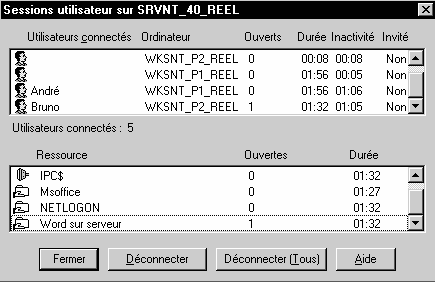 Sessions utilisateur sur SRVNT_40_REEL
Utilisateurs connectés Ordinateur Ouverts Durée Inactivité Invité
WKSNT_P2_REEL 0 00:08 00:08 Non
WKSNT_P1_REEL 0 01:56 00:05 Non
André WKSNT_P1_REEL 0 01:56 01:06 Non
Bruno WKSNT_P2_REEL 1 01:32 01:05 Non
Utilisateurs connectés : 5
Ressource Ouvertes Durée
IPC$ 0 01:32
Msoffice 0 01:27
NETLOGON 0 01:32
Word sur serveur 1 01:32
Fermer Déconnecter Déconnecter (Tous) Aide